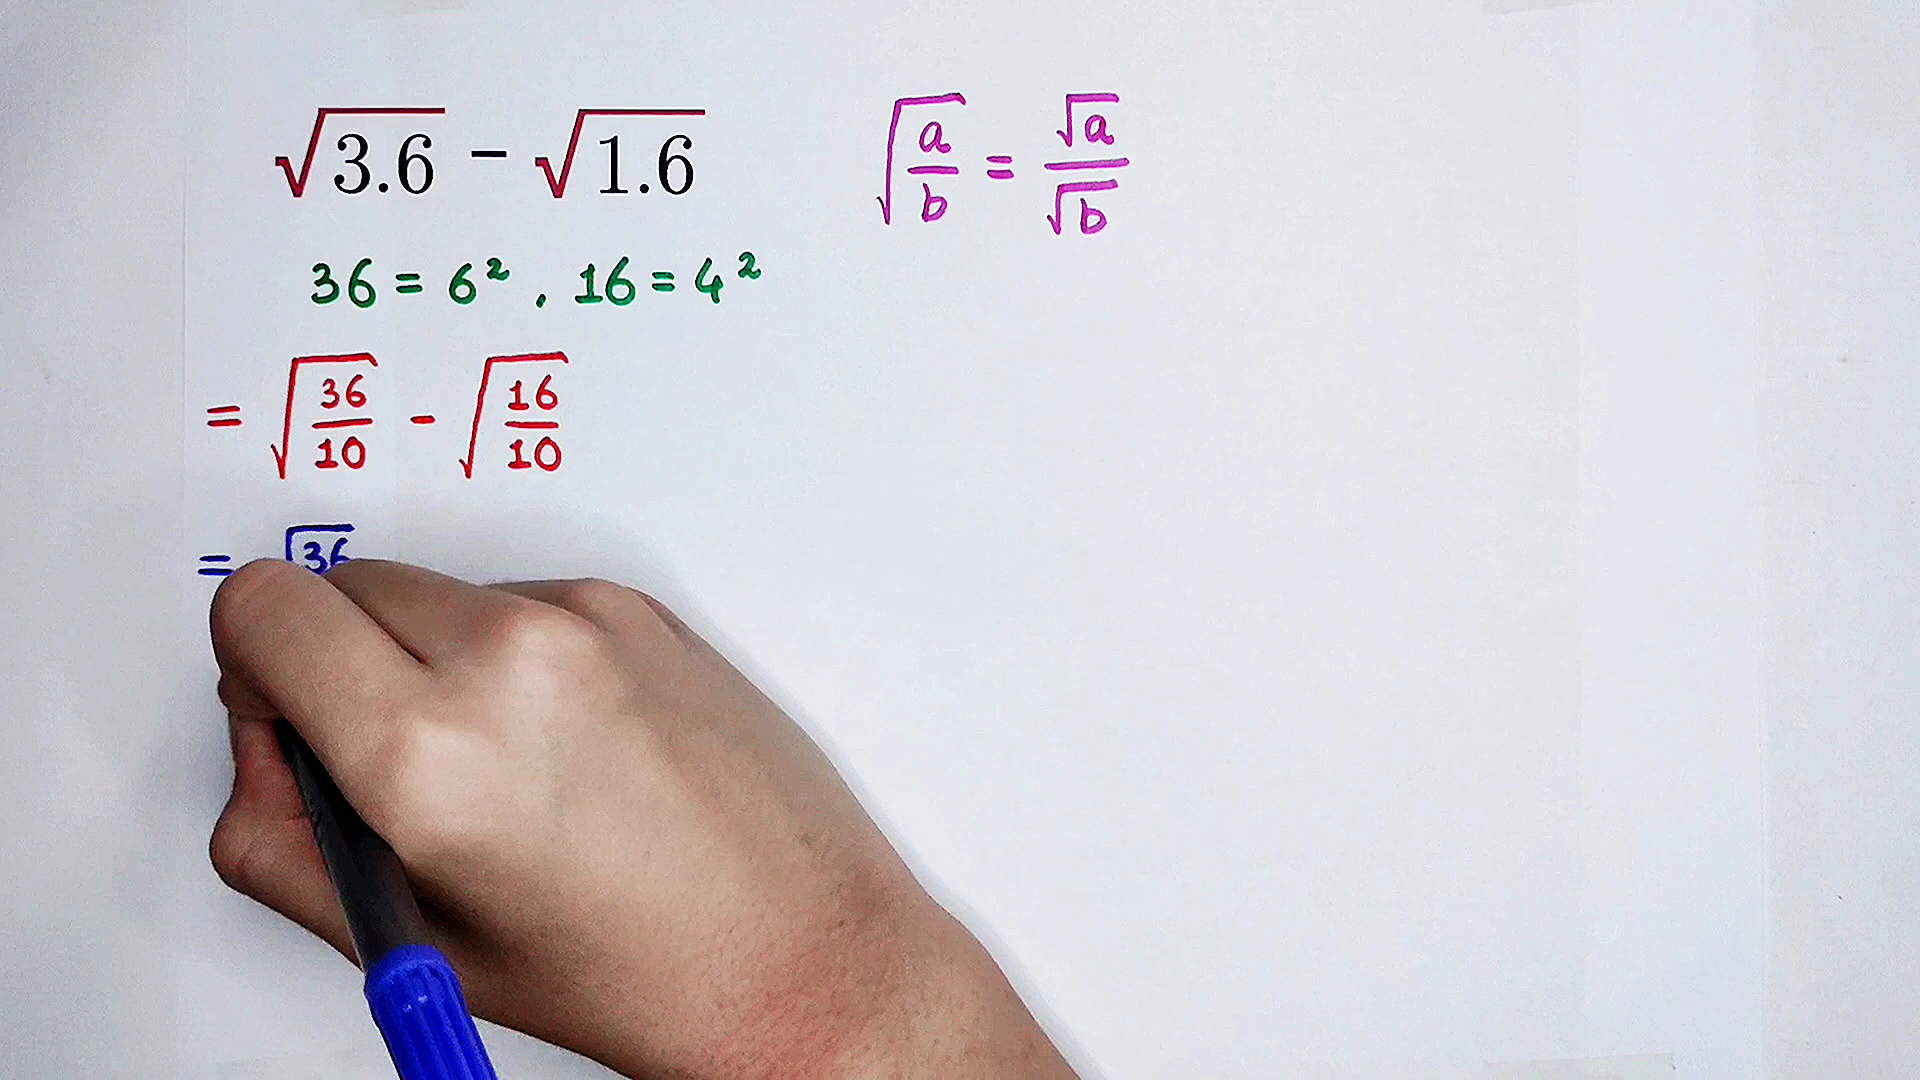 √3.6 - √1.6
√(a/b) = √a/√b
36 = 6² , 16 = 4²
= √(36/10) - √(16/10)
= √36